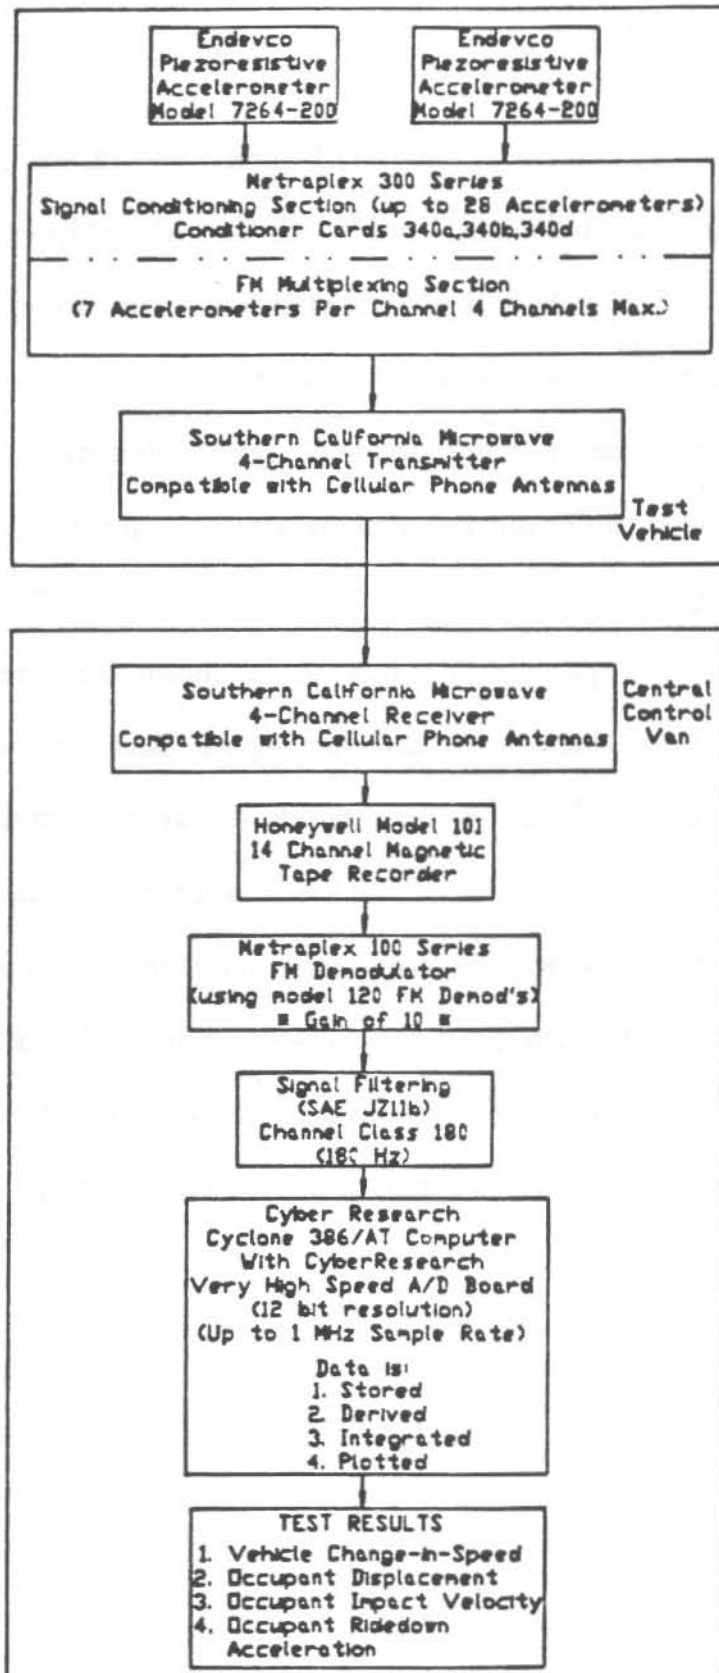 Endevco
Piezoresistive
Accelerometer
Model 7264-200
Endevco
Piezoresistive
Accelerometer
Model 7264-200
Metraplex 300 Series
Signal Conditioning Section (up to 28 Accelerometers)
Conditioner Cards 340a,340b,340d
FM Multiplexing Section
(7 Accelerometers Per Channel 4 Channels Max.)
Southern California Microwave
4-Channel Transmitter
Compatible with Cellular Phone Antennas
Test
Vehicle
Southern California Microwave
4-Channel Receiver
Compatible with Cellular Phone Antennas
Central
Control
Van
Honeywell Model 101
14 Channel Magnetic
Tape Recorder
Metraplex 100 Series
FM Demodulator
(using model 120 FM Demod's)
* Gain of 10 *
Signal Filtering
(SAE J211b)
Channel Class 180
(180 Hz)
Cyber Research
Cyclone 386/AT Computer
With CyberResearch
Very High Speed A/D Board
(12 bit resolution)
(Up to 1 MHz Sample Rate)
Data is:
1. Stored
2. Derived
3. Integrated
4. Plotted
TEST RESULTS
1. Vehicle Change-in-Speed
2. Occupant Displacement
3. Occupant Impact Velocity
4. Occupant Ridedown
Acceleration